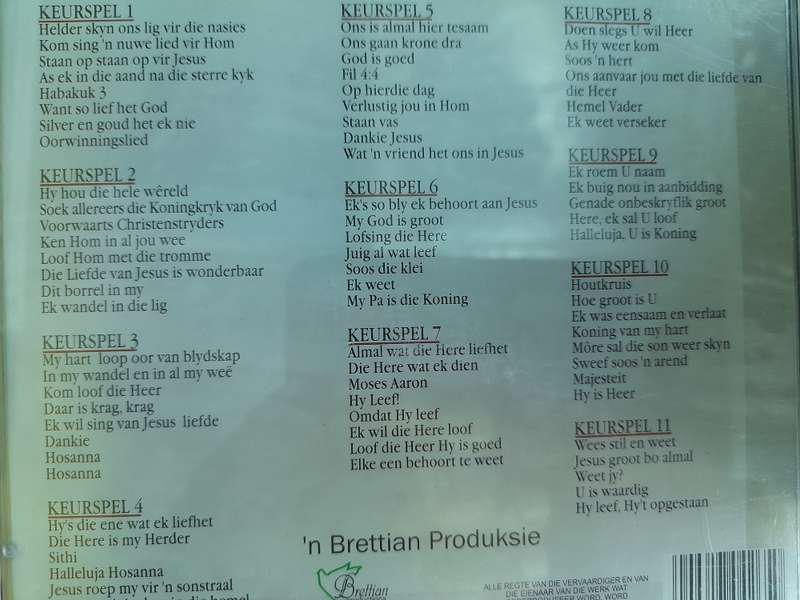 KEURSPEL 1
Helder skyn ons lig vir die nasies
Kom sing 'n nuwe lied vir Hom
Staan op staan op vir Jesus
As ek in die aand na die sterre kyk
Habakuk 3
Want so lief het God
Silver en goud het ek nie
Oorwinningslied
KEURSPEL 2
Hy hou die hele wêreld
Soek allereers die Koningkryk van God
Voorwaarts Christenstryders
Ken Hom in al jou wee
Loof Hom met die tromme
Die Liefde van Jesus is wonderbaar
Dit borrel in my
Ek wandel in die lig
KEURSPEL 3
My hart loop oor van blydskap
In my wandel en in al my weë
Kom loof die Heer
Daar is krag, krag
Ek wil sing van Jesus liefde
Dankie
Hosanna
Hosanna
KEURSPEL 4
Hy's die ene wat ek liefhet
Die Here is my Herder
Sithi
Halleluja Hosanna
Jesus roep my vir 'n sonstraal
KEURSPEL 5
Ons is almal hier tesaam
Ons gaan krone dra
God is goed
Fil 4:4
Op hierdie dag
Verlustig jou in Hom
Staan vas
Dankie Jesus
Wat 'n vriend het ons in Jesus
KEURSPEL 6
Ek's so bly ek behoort aan Jesus
My God is groot
Lofsing die Here
Juig al wat leef
Soos die klei
Ek weet
My Pa is die Koning
KEURSPEL 7
Almal wat die Here liefhet
Die Here wat ek dien
Moses Aaron
Hy Leef!
Omdat Hy leef
Ek wil die Here loof
Loof die Heer Hy is goed
Elke een behoort te weet
KEURSPEL 8
Doen slegs U wil Heer
As Hy weer kom
Soos 'n hert
Ons aanvaar jou met die liefde van
die Heer
Hemel Vader
Ek weet verseker
KEURSPEL 9
Ek roem U naam
Ek buig nou in aanbidding
Genade onbeskryflik groot
Here, ek sal U loof
Halleluja, U is Koning
KEURSPEL 10
Houtkruis
Hoe groot is U
Ek was eensaam en verlaat
Koning van my hart
Môre sal die son weer skyn
Sweef soos 'n arend
Majesteit
Hy is Heer
KEURSPEL 11
Wees stil en weet
Jesus groot bo almal
Weet jy?
U is waardig
Hy leef, Hy't opgestaan
'n Brettian Produksie
Brettian
ALLE REGTE VAN DIE VERVAARDIGER EN VAN
DIE EIENAAR VAN DIE WERK WAT
WORD, WORD